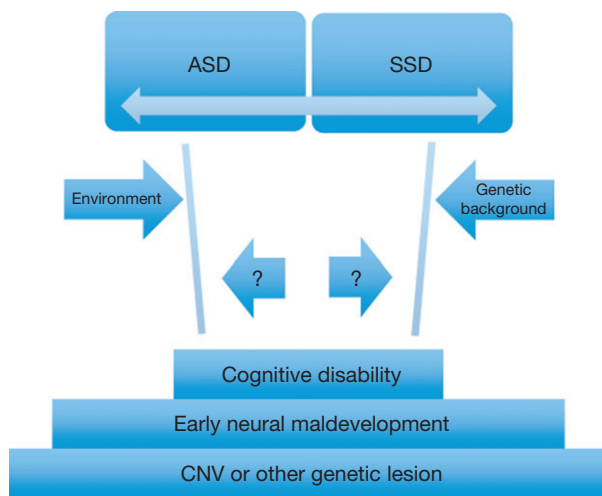 ASD
SSD
Environment
Genetic
background
?
?
Cognitive disability
Early neural maldevelopment
CNV or other genetic lesion